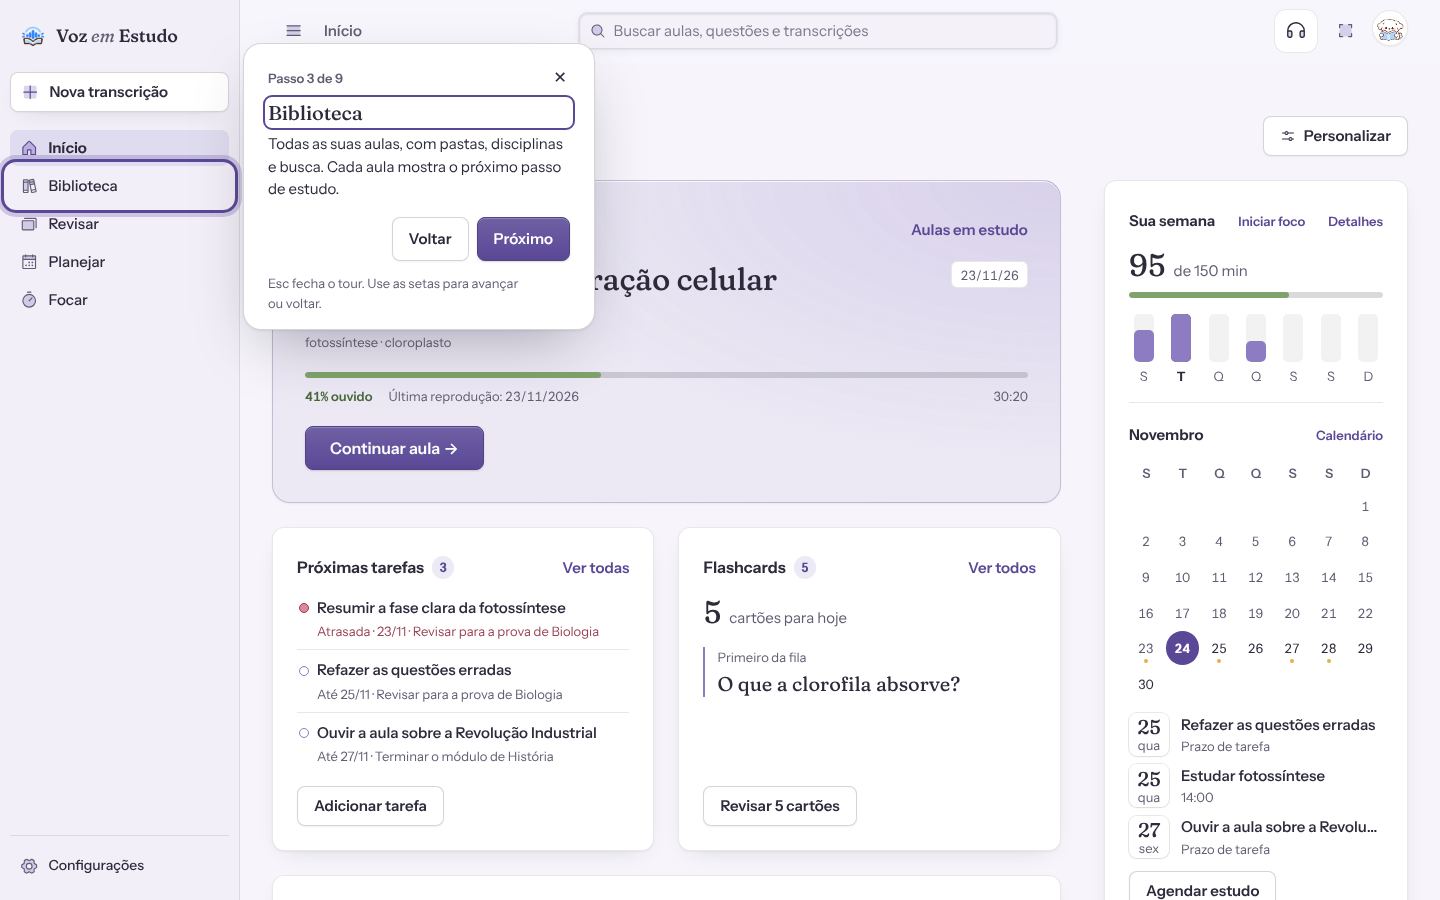 Voz em Estudo
Nova transcrição
Início
Biblioteca
Revisar
Planejar
Focar
Configurações
Início
Buscar aulas, questões e transcrições
Passo 3 de 9
Biblioteca
Todas as suas aulas, com pastas, disciplinas
e busca. Cada aula mostra o próximo passo
de estudo.
Voltar
Próximo
Esc fecha o tour. Use as setas para avançar
ou voltar.
Personalizar
Aulas em estudo
ração celular
23/11/26
fotossíntese · cloroplasto
41% ouvido
Última reprodução: 23/11/2026
30:20
Continuar aula →
Próximas tarefas 3
Ver todas
Resumir a fase clara da fotossíntese
Atrasada · 23/11 · Revisar para a prova de Biologia
Refazer as questões erradas
Até 25/11 · Revisar para a prova de Biologia
Ouvir a aula sobre a Revolução Industrial
Até 27/11 · Terminar o módulo de História
Adicionar tarefa
Flashcards 5
Ver todos
5 cartões para hoje
Primeiro da fila
O que a clorofila absorve?
Revisar 5 cartões
Sua semana
Iniciar foco
Detalhes
95 de 150 min
S T Q Q S S D
Novembro
Calendário
S T Q Q S S D
1
2 3 4 5 6 7 8
9 10 11 12 13 14 15
16 17 18 19 20 21 22
23 24 25 26 27 28 29
30
25 qua
Refazer as questões erradas
Prazo de tarefa
25 qua
Estudar fotossíntese
14:00
27 sex
Ouvir a aula sobre a Revolu...
Prazo de tarefa
Agendar estudo